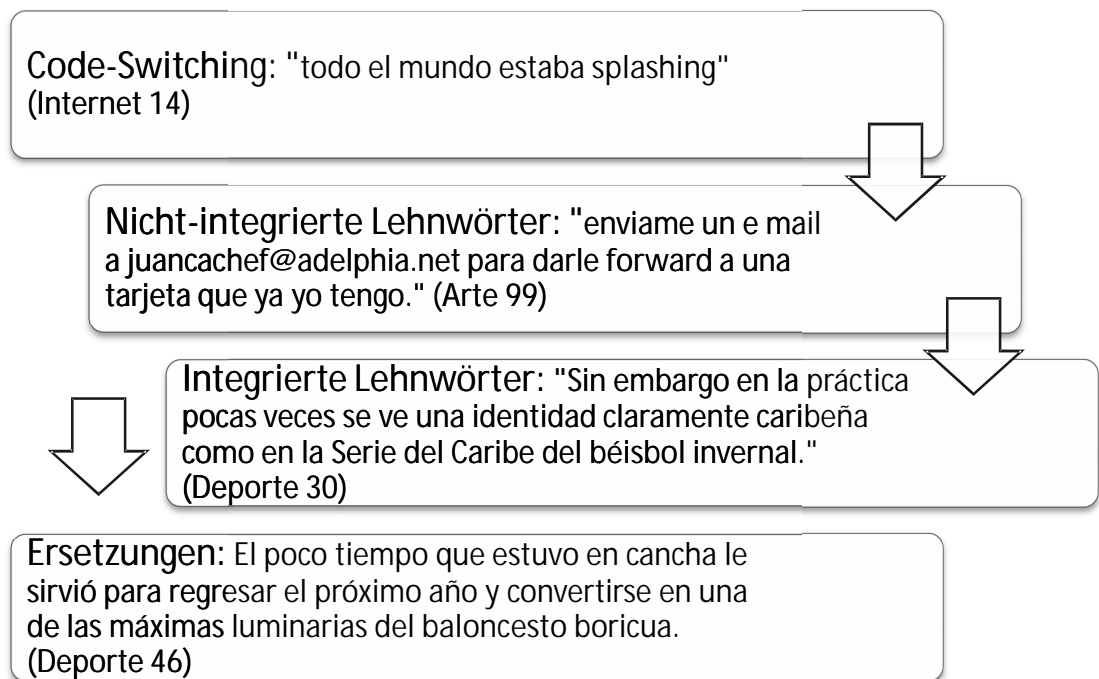 Code-Switching: "todo el mundo estaba splashing"
(Internet 14)
Nicht-integrierte Lehnwörter: "enviame un e mail
a juancachef@adelphia.net para darle forward a una
tarjeta que ya yo tengo." (Arte 99)
Integrierte Lehnwörter: "Sin embargo en la práctica
pocas veces se ve una identidad claramente caribeña
como en la Serie del Caribe del béisbol invernal."
(Deporte 30)
Ersetzungen: El poco tiempo que estuvo en cancha le
sirvió para regresar el próximo año y convertirse en una
de las máximas luminarias del baloncesto boricua.
(Deporte 46)